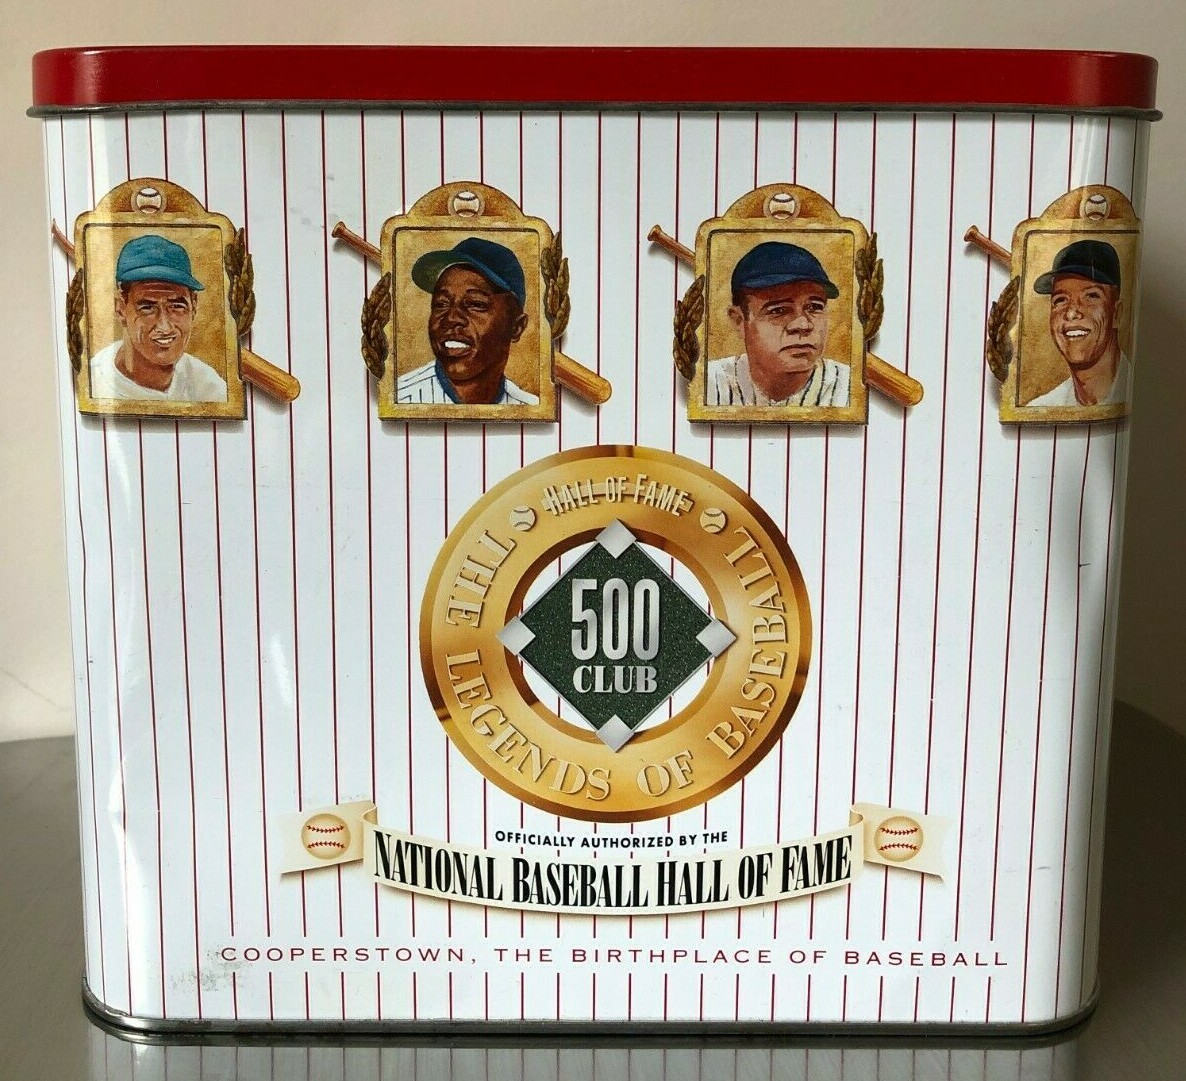 HALL OF FAME
THE LEGENDS OF BASEBALL
500
CLUB
OFFICIALLY AUTHORIZED BY THE
NATIONAL BASEBALL HALL OF FAME
COOPERSTOWN, THE BIRTHPLACE OF BASEBALL